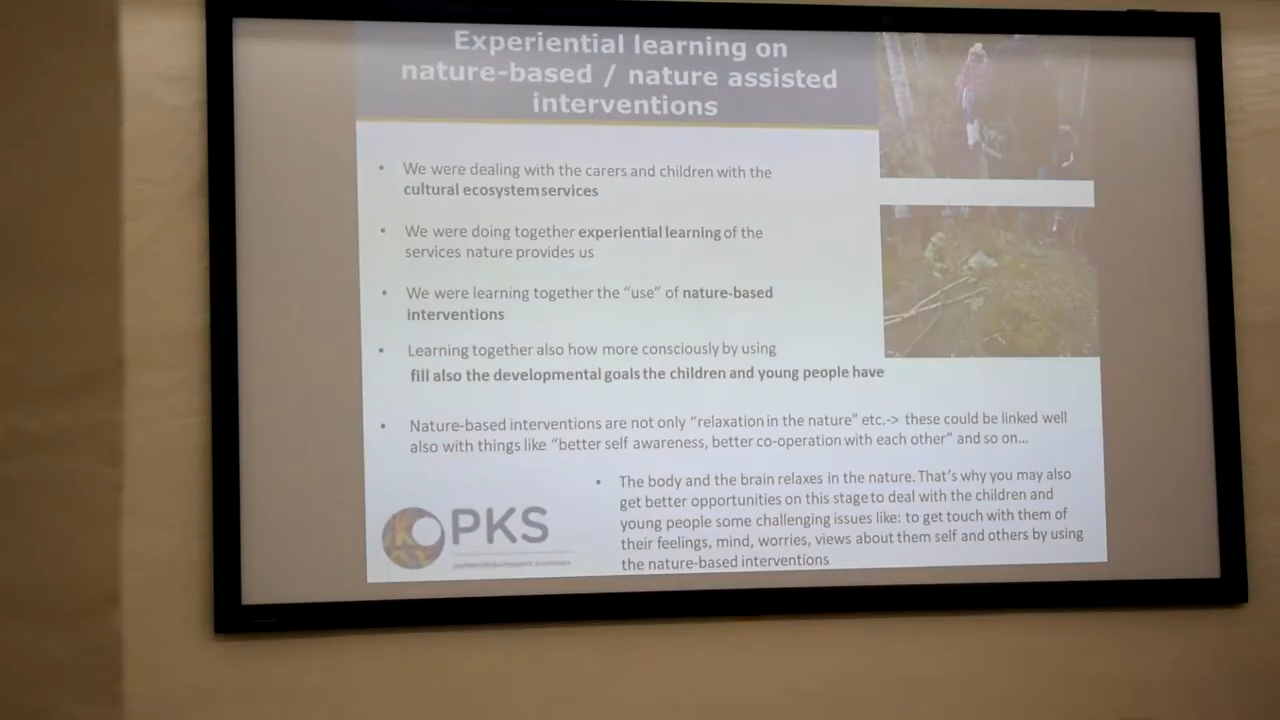 Experiential learning on
nature-based / nature assisted
interventions
• We were dealing with the carers and children with the
cultural ecosystem services
• We were doing together experiential learning of the
services nature provides us
• We were learning together the “use” of nature-based
interventions
• Learning together also how more consciously by using
fill also the developmental goals the children and young people have
• Nature-based interventions are not only “relaxation in the nature” etc.-> these could be linked well
also with things like “better self awareness, better co-operation with each other” and so on...
• The body and the brain relaxes in the nature. That's why you may also
get better opportunities on this stage to deal with the children and
young people some challenging issues like: to get touch with them of
their feelings, mind, worries, views about them self and others by using
the nature-based interventions
PKS